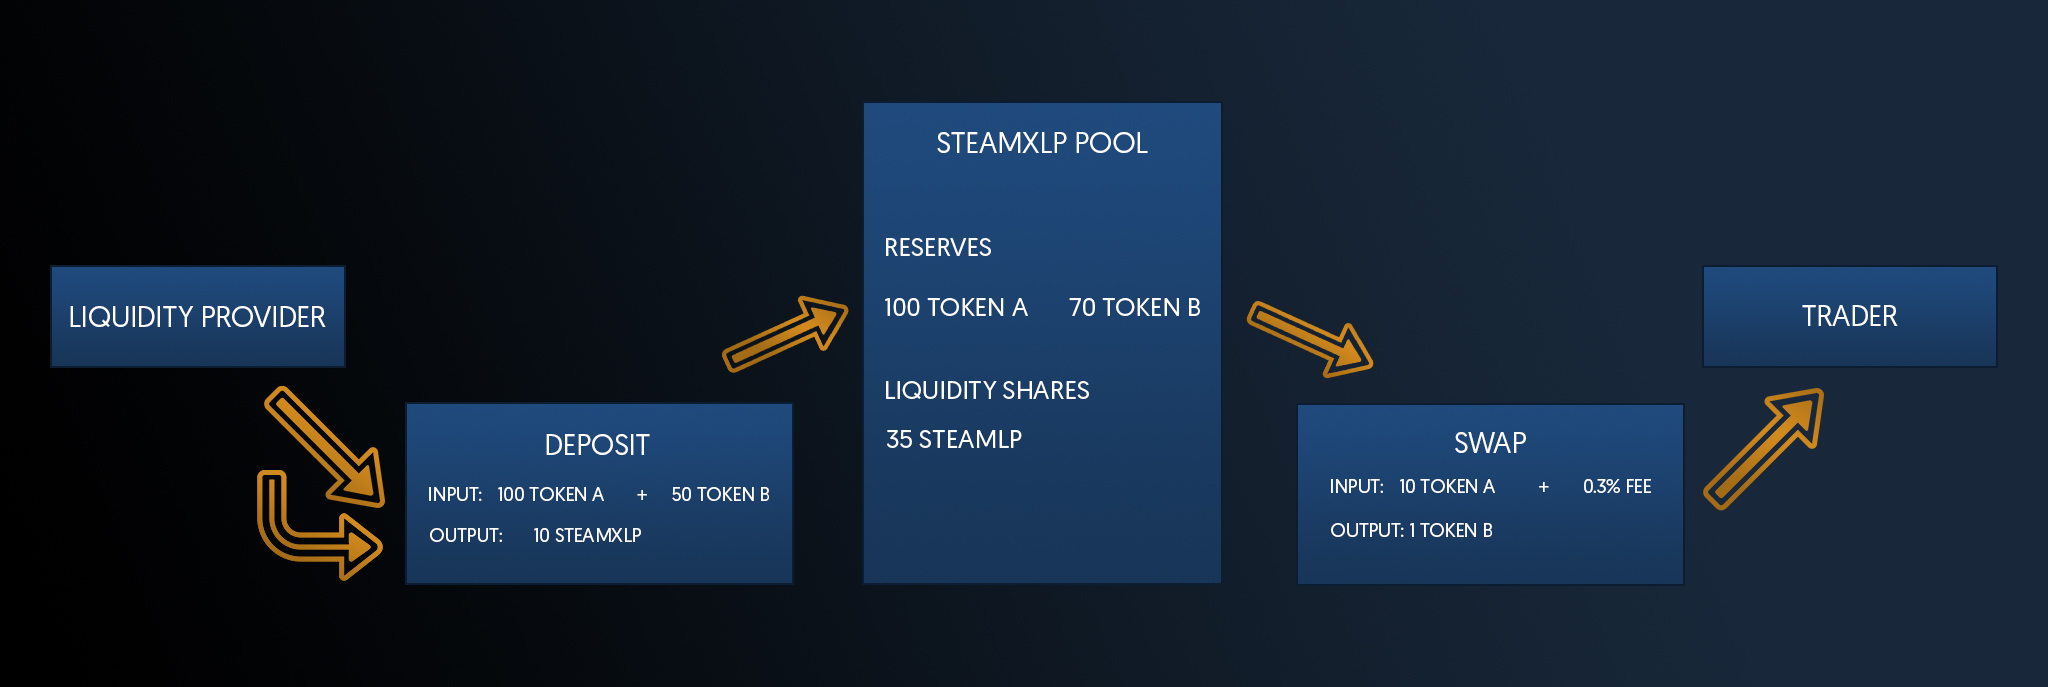 LIQUIDITY PROVIDER
DEPOSIT
INPUT: 100 TOKEN A + 50 TOKEN B
OUTPUT: 10 STEAMXLP
STEAMXLP POOL
RESERVES
100 TOKEN A 70 TOKEN B
LIQUIDITY SHARES
35 STEAMLP
SWAP
INPUT: 10 TOKEN A + 0.3% FEE
OUTPUT: 1 TOKEN B
TRADER